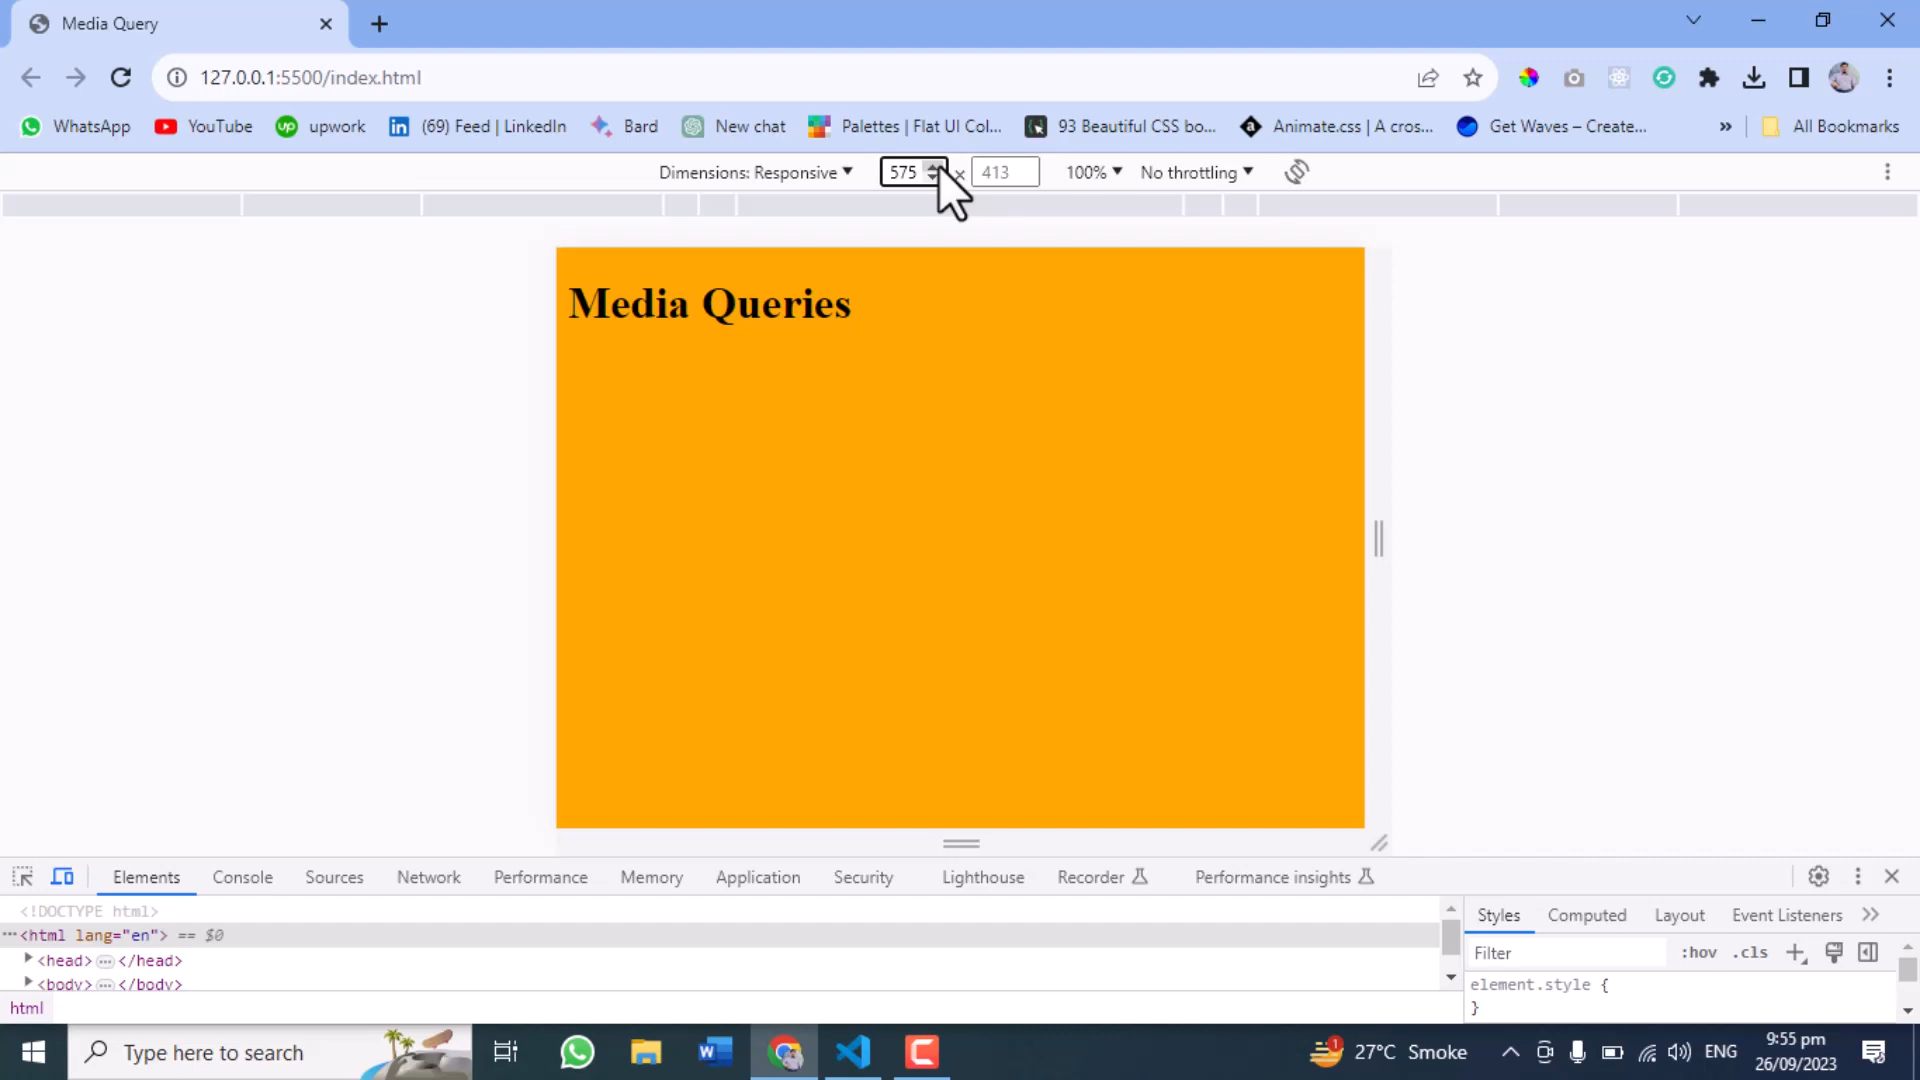 Media Query
127.0.0.1:5500/index.html
WhatsApp YouTube up upwork in (69) Feed | LinkedIn Bard New chat Palettes | Flat UI Col... 93 Beautiful CSS bo... a Animate.css | A cros... Get Waves – Create... » All Bookmarks
Dimensions: Responsive 575 × 413 100% No throttling
Media Queries
Elements Console Sources Network Performance Memory Application Security Lighthouse Recorder Performance insights
<!DOCTYPE html>
<html lang="en"> == $0
<head> ... </head>
<body> ... </body>
html
Styles Computed Layout Event Listeners »
Filter :hov .cls
element.style {
}
Type here to search
1 27°C Smoke ENG
9:55 pm
26/09/2023